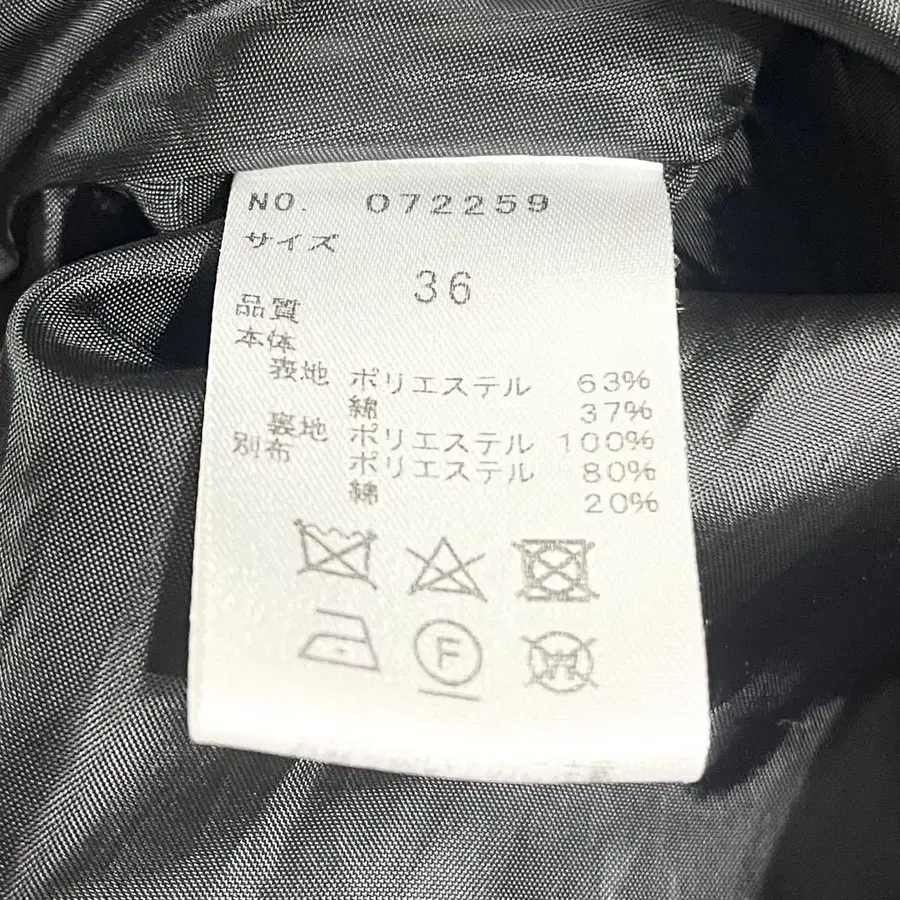 NO. 072259
サイズ
36
品質
本体
表地 ポリエステル 63%
綿 37%
裏地 ポリエステル 100%
別布 ポリエステル 80%
綿 20%
F
W